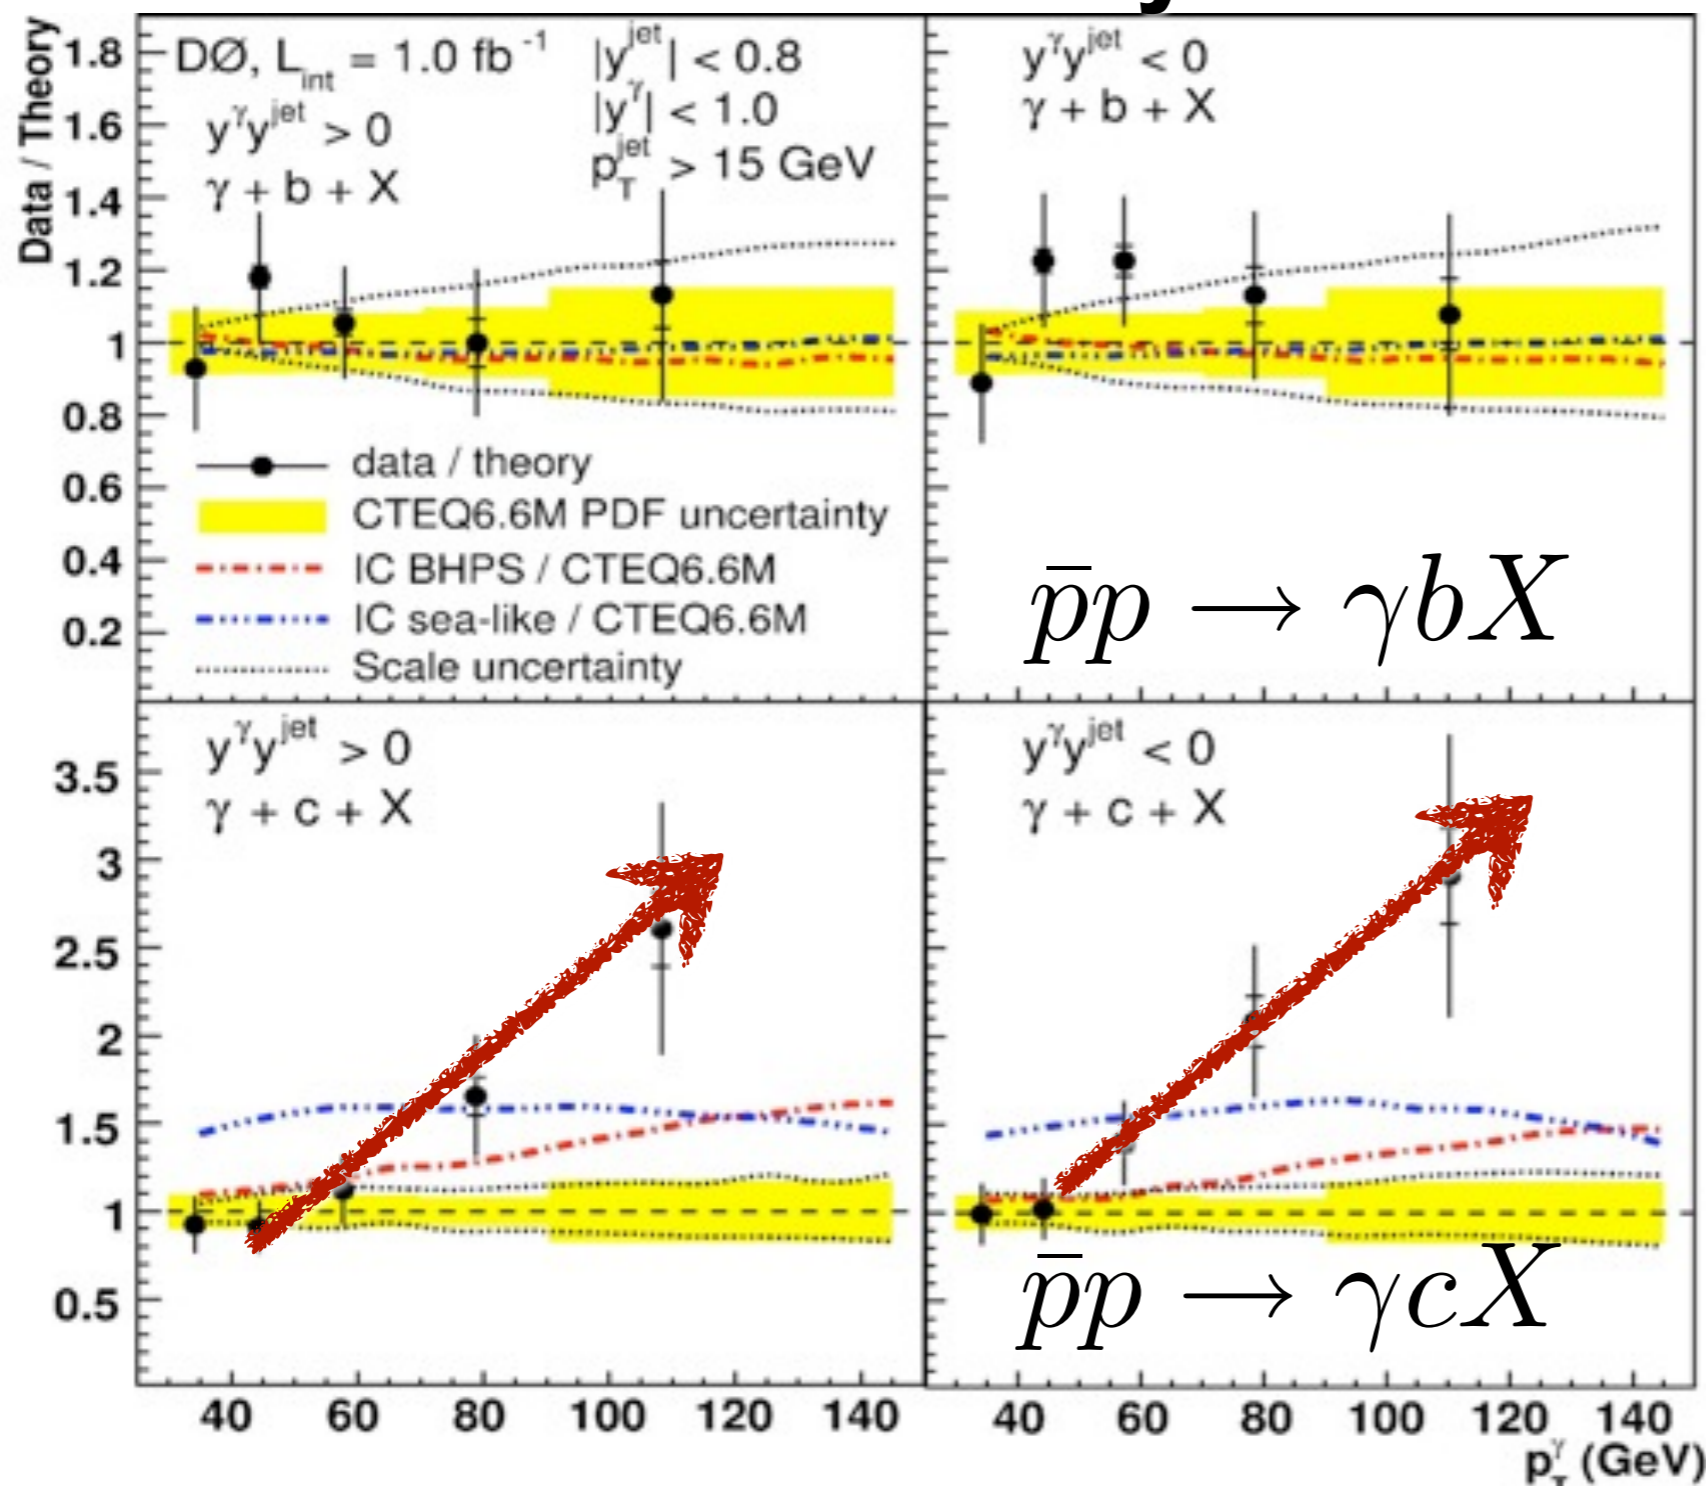 Data / Theory
1.8
1.6
1.4
1.2
1
0.8
0.6
0.4
0.2
DØ, L_int = 1.0 fb^-1
y^γ y^jet > 0
γ + b + X
|y^jet| < 0.8
|y^γ| < 1.0
p_T^jet > 15 GeV
data / theory
CTEQ6.6M PDF uncertainty
IC BHPS / CTEQ6.6M
IC sea-like / CTEQ6.6M
Scale uncertainty
y^γ y^jet < 0
γ + b + X
p̄p → γbX
3.5
3
2.5
2
1.5
1
0.5
y^γ y^jet > 0
γ + c + X
y^γ y^jet < 0
γ + c + X
p̄p → γcX
40 60 80 100 120 140
40 60 80 100 120 140
p_T^γ (GeV)